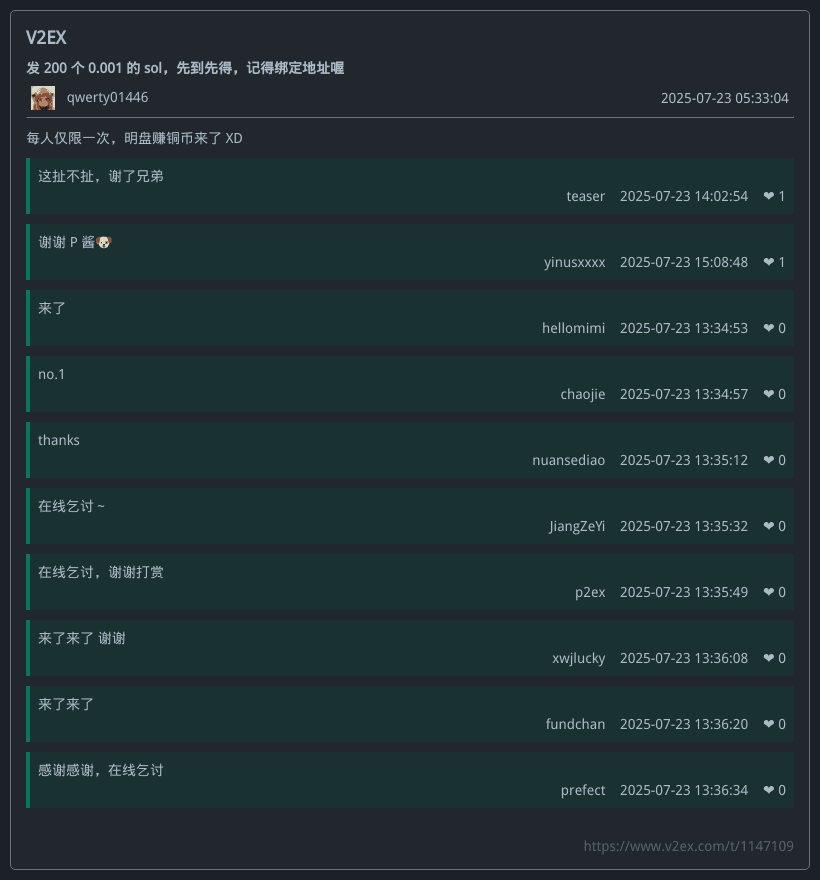 V2EX
发 200 个 0.001 的 sol，先到先得，记得绑定地址喔
qwerty01446 2025-07-23 05:33:04
每人仅限一次，明盘赚铜币来了 XD
这扯不扯，谢了兄弟
teaser 2025-07-23 14:02:54 ❤ 1
谢谢 P 酱🐶
yinusxxxx 2025-07-23 15:08:48 ❤ 1
来了
hellomimi 2025-07-23 13:34:53 ❤ 0
no.1
chaojie 2025-07-23 13:34:57 ❤ 0
thanks
nuansediao 2025-07-23 13:35:12 ❤ 0
在线乞讨 ~
JiangZeYi 2025-07-23 13:35:32 ❤ 0
在线乞讨，谢谢打赏
p2ex 2025-07-23 13:35:49 ❤ 0
来了来了 谢谢
xwjlucky 2025-07-23 13:36:08 ❤ 0
来了来了
fundchan 2025-07-23 13:36:20 ❤ 0
感谢感谢，在线乞讨
prefect 2025-07-23 13:36:34 ❤ 0
https://www.v2ex.com/t/1147109